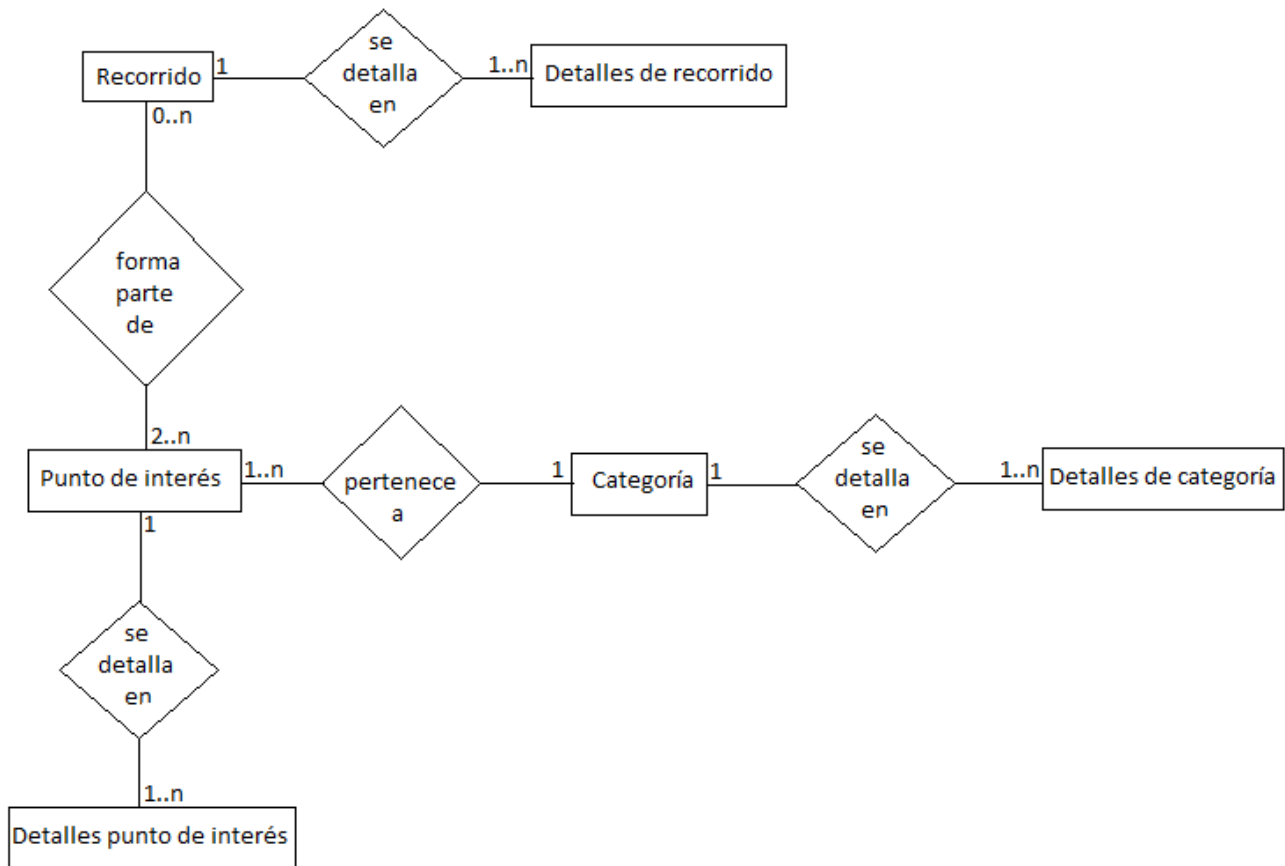 Recorrido
1
se
detalla
en
1..n
Detalles de recorrido
0..n
forma
parte
de
2..n
Punto de interés
1..n
pertenece
a
1
Categoría
1
se
detalla
en
1..n
Detalles de categoría
1
se
detalla
en
1..n
Detalles punto de interés